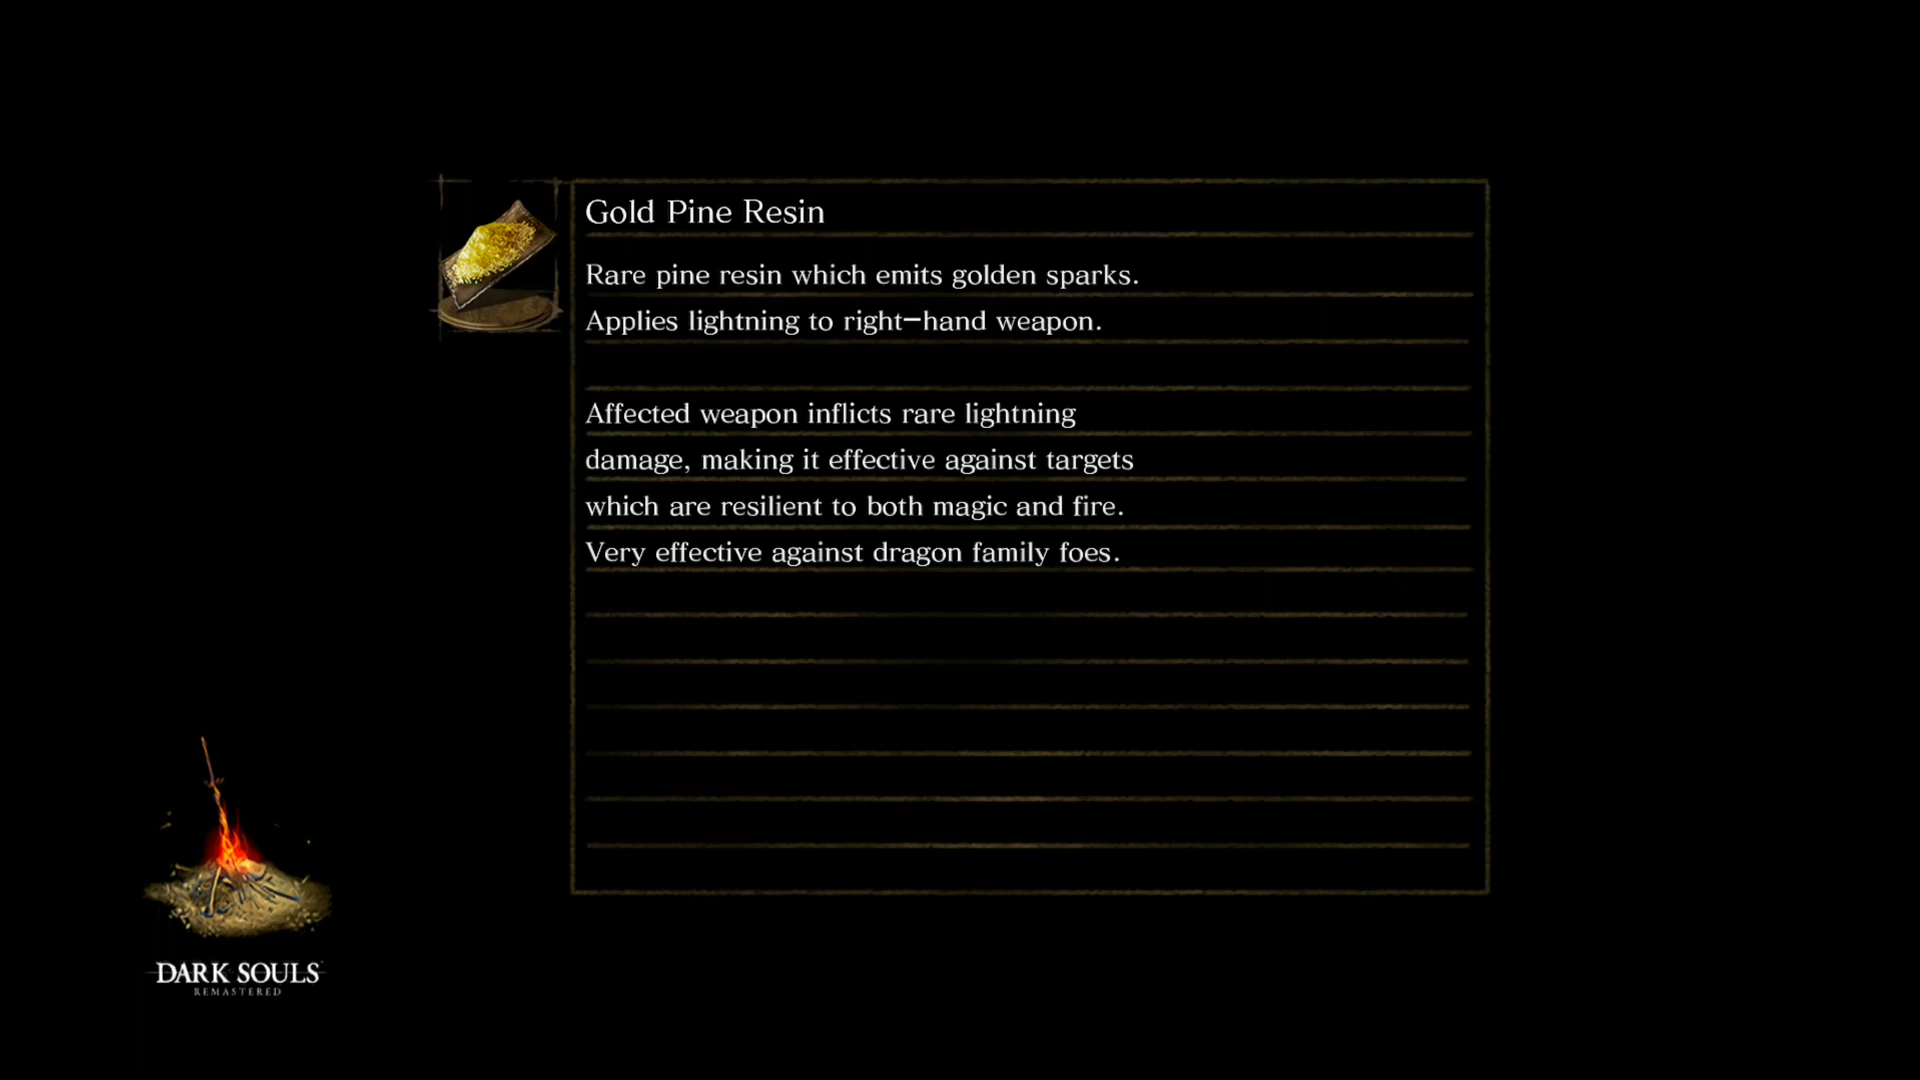 Gold Pine Resin
Rare pine resin which emits golden sparks.
Applies lightning to right-hand weapon.
Affected weapon inflicts rare lightning
damage, making it effective against targets
which are resilient to both magic and fire.
Very effective against dragon family foes.
DARK SOULS
REMASTERED